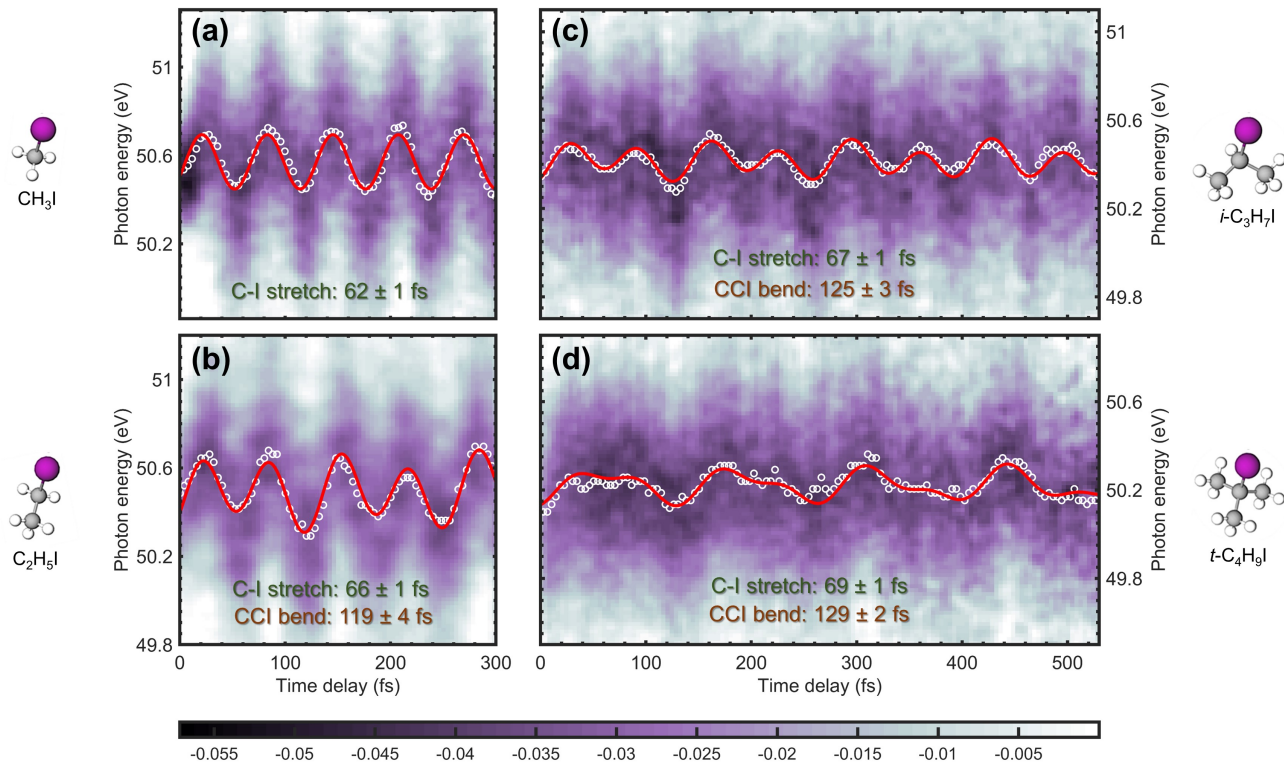 (a)
51
50.6
50.2
Photon energy (eV)
C-I stretch: 62 ± 1 fs
CH₃I
(c)
51
50.6
50.2
49.8
Photon energy (eV)
C-I stretch: 67 ± 1 fs
CCI bend: 125 ± 3 fs
i-C₃H₇I
(b)
51
50.6
50.2
49.8
Photon energy (eV)
C-I stretch: 66 ± 1 fs
CCI bend: 119 ± 4 fs
C₂H₅I
0 100 200 300
Time delay (fs)
(d)
50.6
50.2
49.8
Photon energy (eV)
C-I stretch: 69 ± 1 fs
CCI bend: 129 ± 2 fs
t-C₄H₉I
0 100 200 300 400 500
Time delay (fs)
-0.055 -0.05 -0.045 -0.04 -0.035 -0.03 -0.025 -0.02 -0.015 -0.01 -0.005